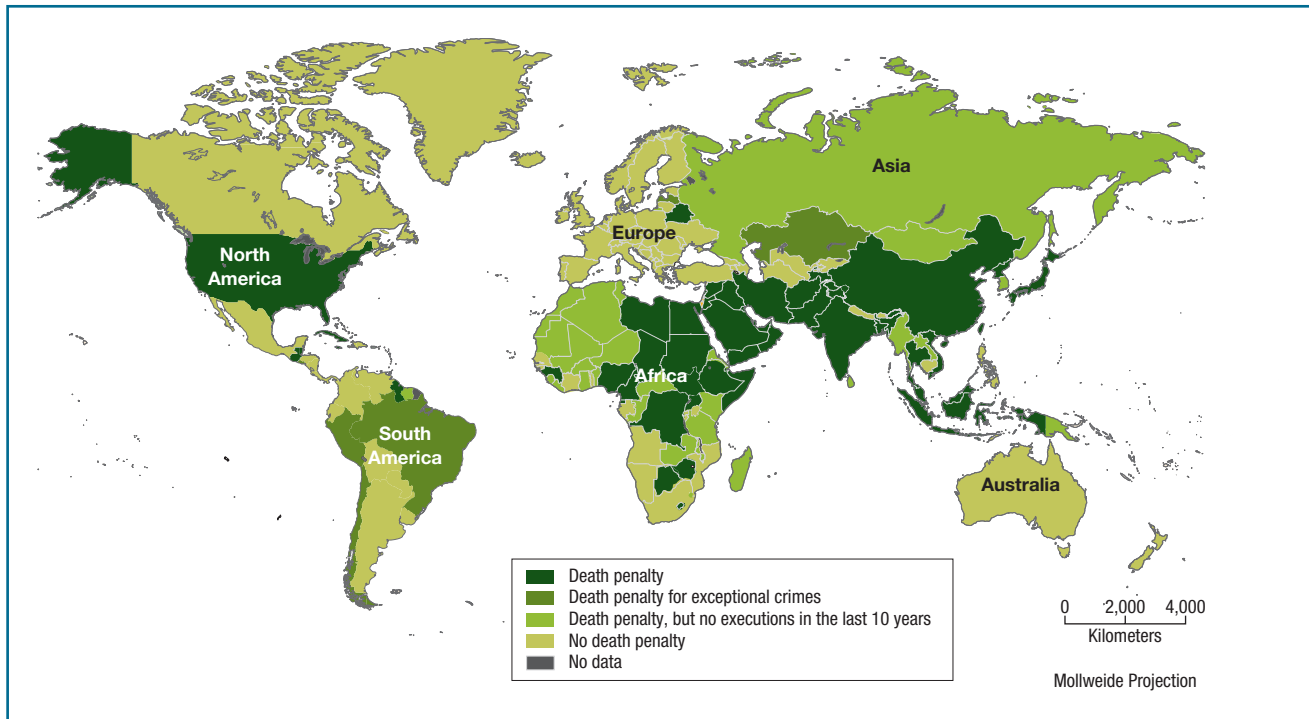 Asia
Europe
North
America
Africa
South
America
Australia
Death penalty
Death penalty for exceptional crimes
Death penalty, but no executions in the last 10 years
No death penalty
No data
0 2,000 4,000
Kilometers
Mollweide Projection